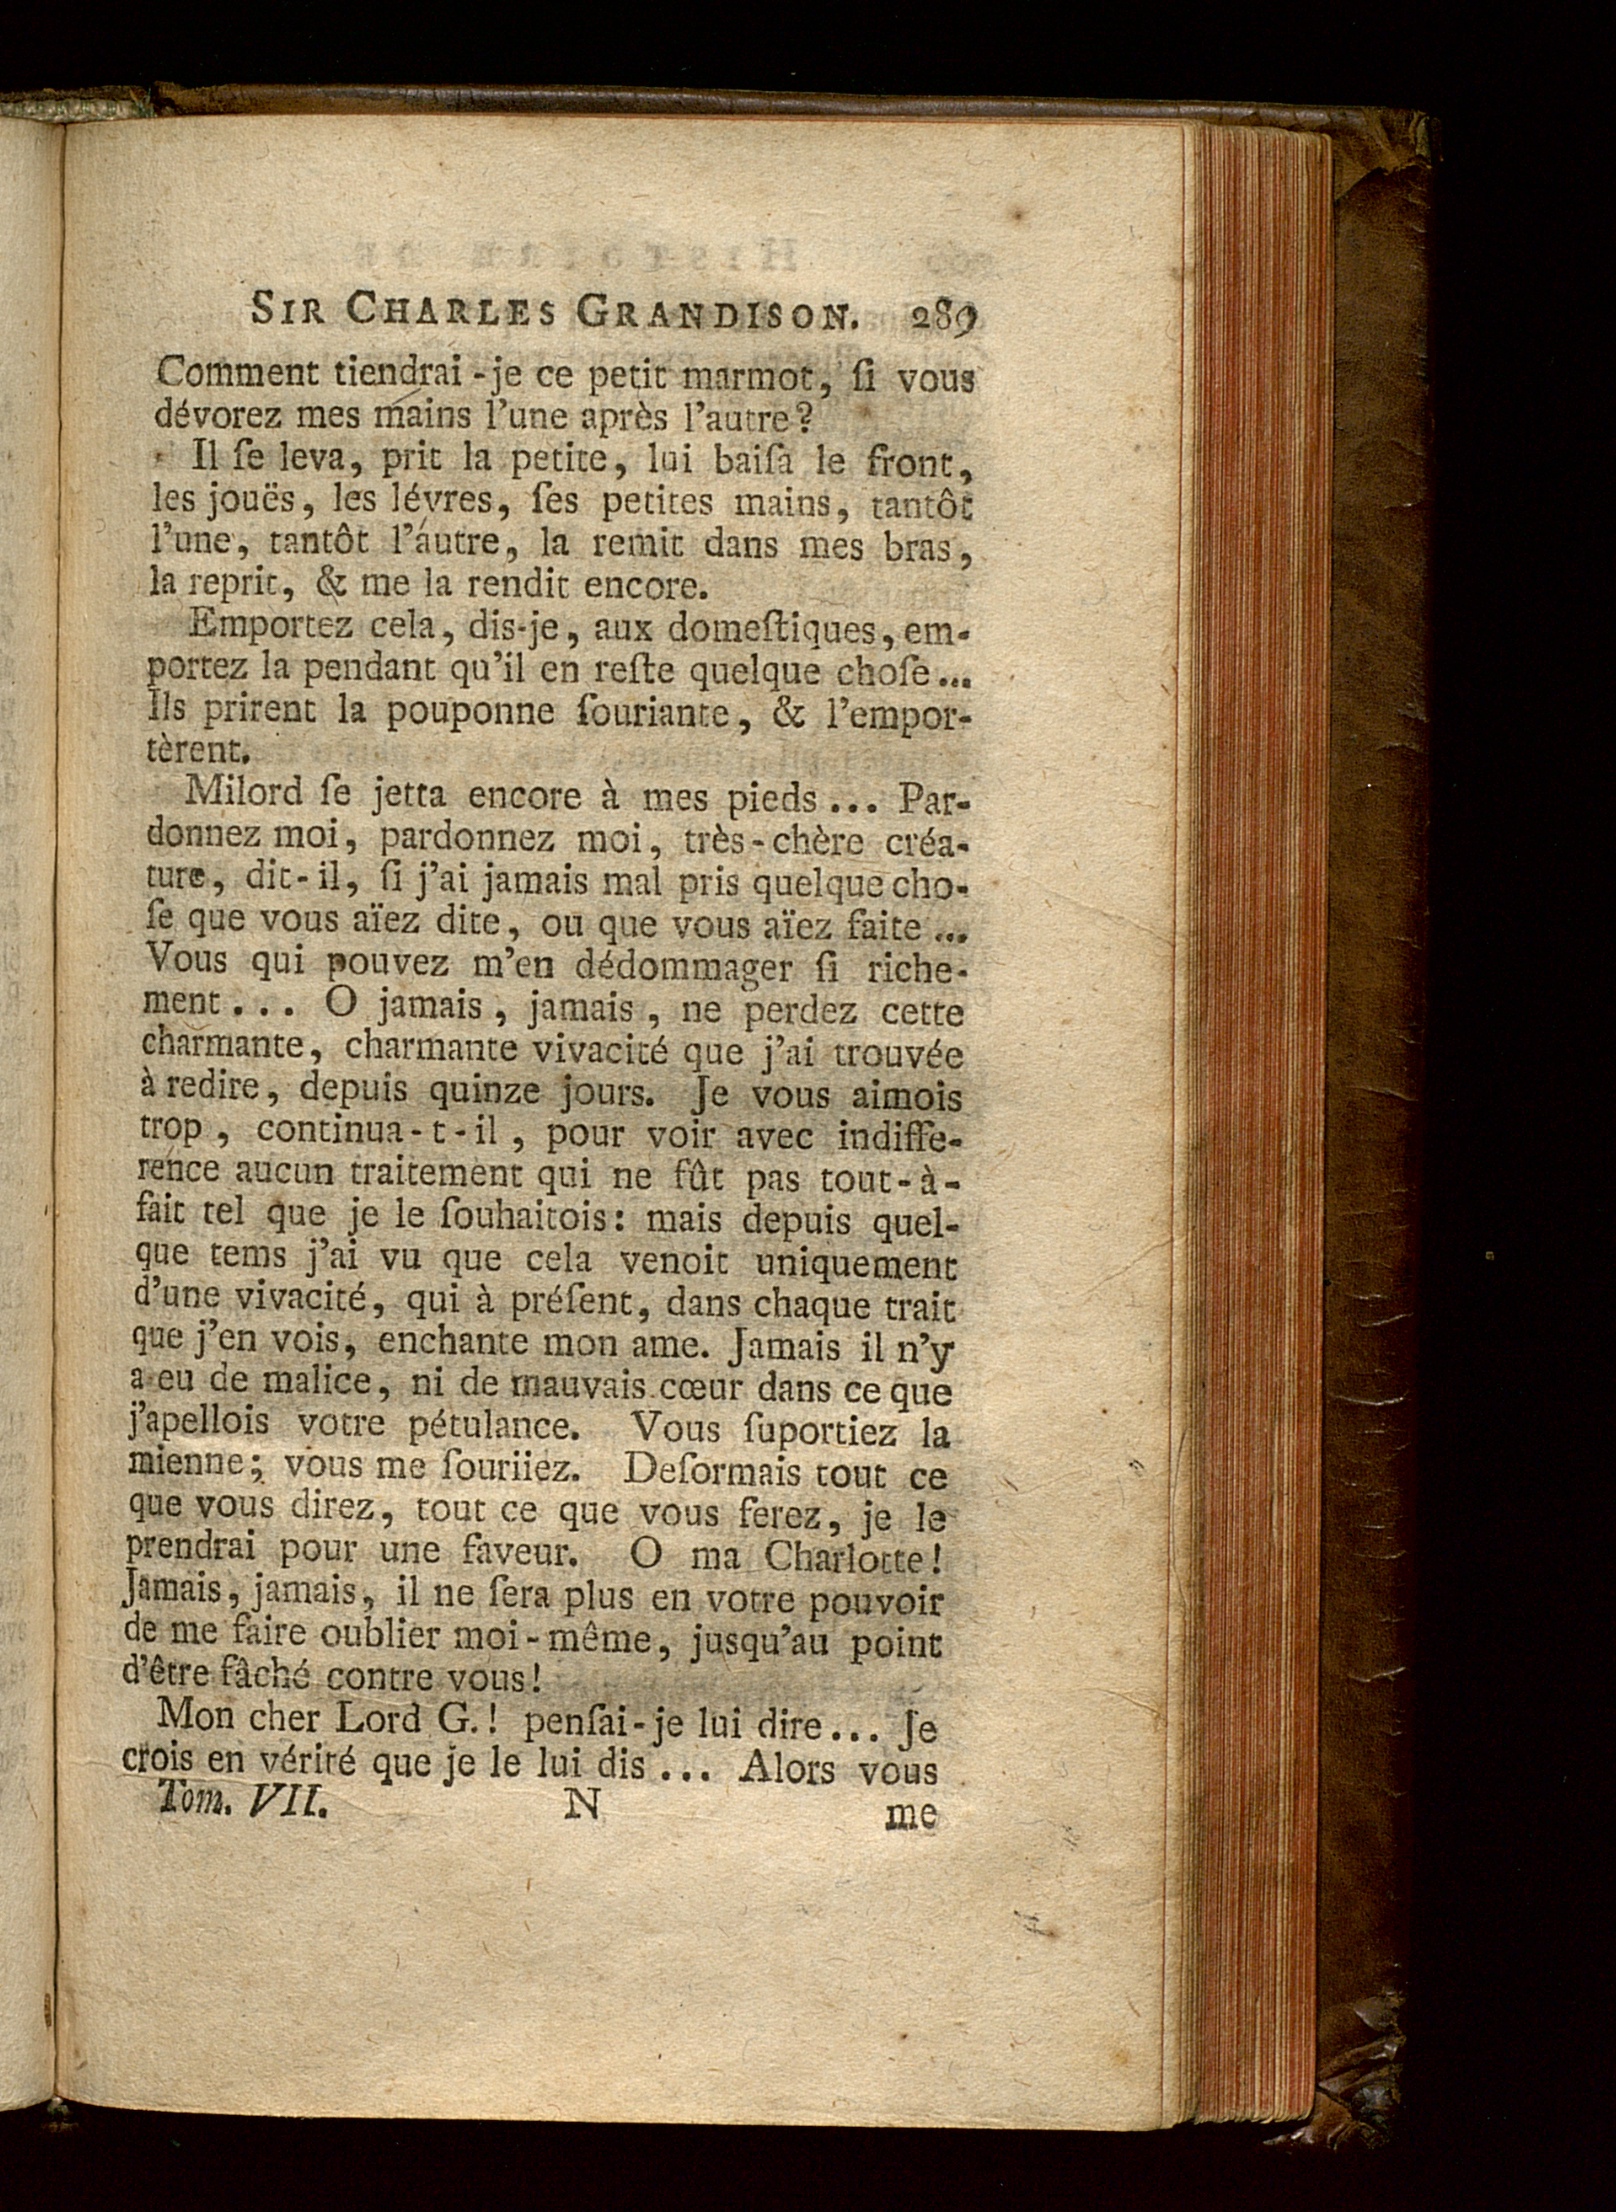 SIR CHARLES GRANDISON. 289
Comment tiendrai-je ce petit marmot, ſi vous
dévorez mes mains l'une après l'autre?
Il ſe leva, prit la petite, lui baiſa le front,
les jouës, les lévres, ſes petites mains, tantôt
l'une, tantôt l'autre, la remit dans mes bras,
la reprit, & me la rendit encore.
Emportez cela, dis-je, aux domeſtiques, em-
portez la pendant qu'il en reſte quelque choſe...
Ils prirent la pouponne ſouriante, & l'empor-
tèrent.
Milord ſe jetta encore à mes pieds... Par-
donnez moi, pardonnez moi, très-chère créa-
ture, dit-il, ſi j'ai jamais mal pris quelque cho-
ſe que vous aïez dite, ou que vous aïez faite...
Vous qui pouvez m'en dédommager ſi riche-
ment... O jamais, jamais, ne perdez cette
charmante, charmante vivacité que j'ai trouvée
à redire, depuis quinze jours. Je vous aimois
trop, continua-t-il, pour voir avec indiffe-
rence aucun traitement qui ne fût pas tout-à-
fait tel que je le ſouhaitois: mais depuis quel-
que tems j'ai vu que cela venoit uniquement
d'une vivacité, qui à préſent, dans chaque trait
que j'en vois, enchante mon ame. Jamais il n'y
a eu de malice, ni de mauvais cœur dans ce que
j'apellois votre pétulance. Vous ſuportiez la
mienne; vous me ſouriiez. Deſormais tout ce
que vous direz, tout ce que vous ferez, je le
prendrai pour une faveur. O ma Charlotte!
Jamais, jamais, il ne ſera plus en votre pouvoir
de me faire oublier moi-même, jusqu'au point
d'être fâché contre vous!
Mon cher Lord G.! penſai-je lui dire... Je
crois en vérité que je le lui dis... Alors vous
Tom. VII. N me